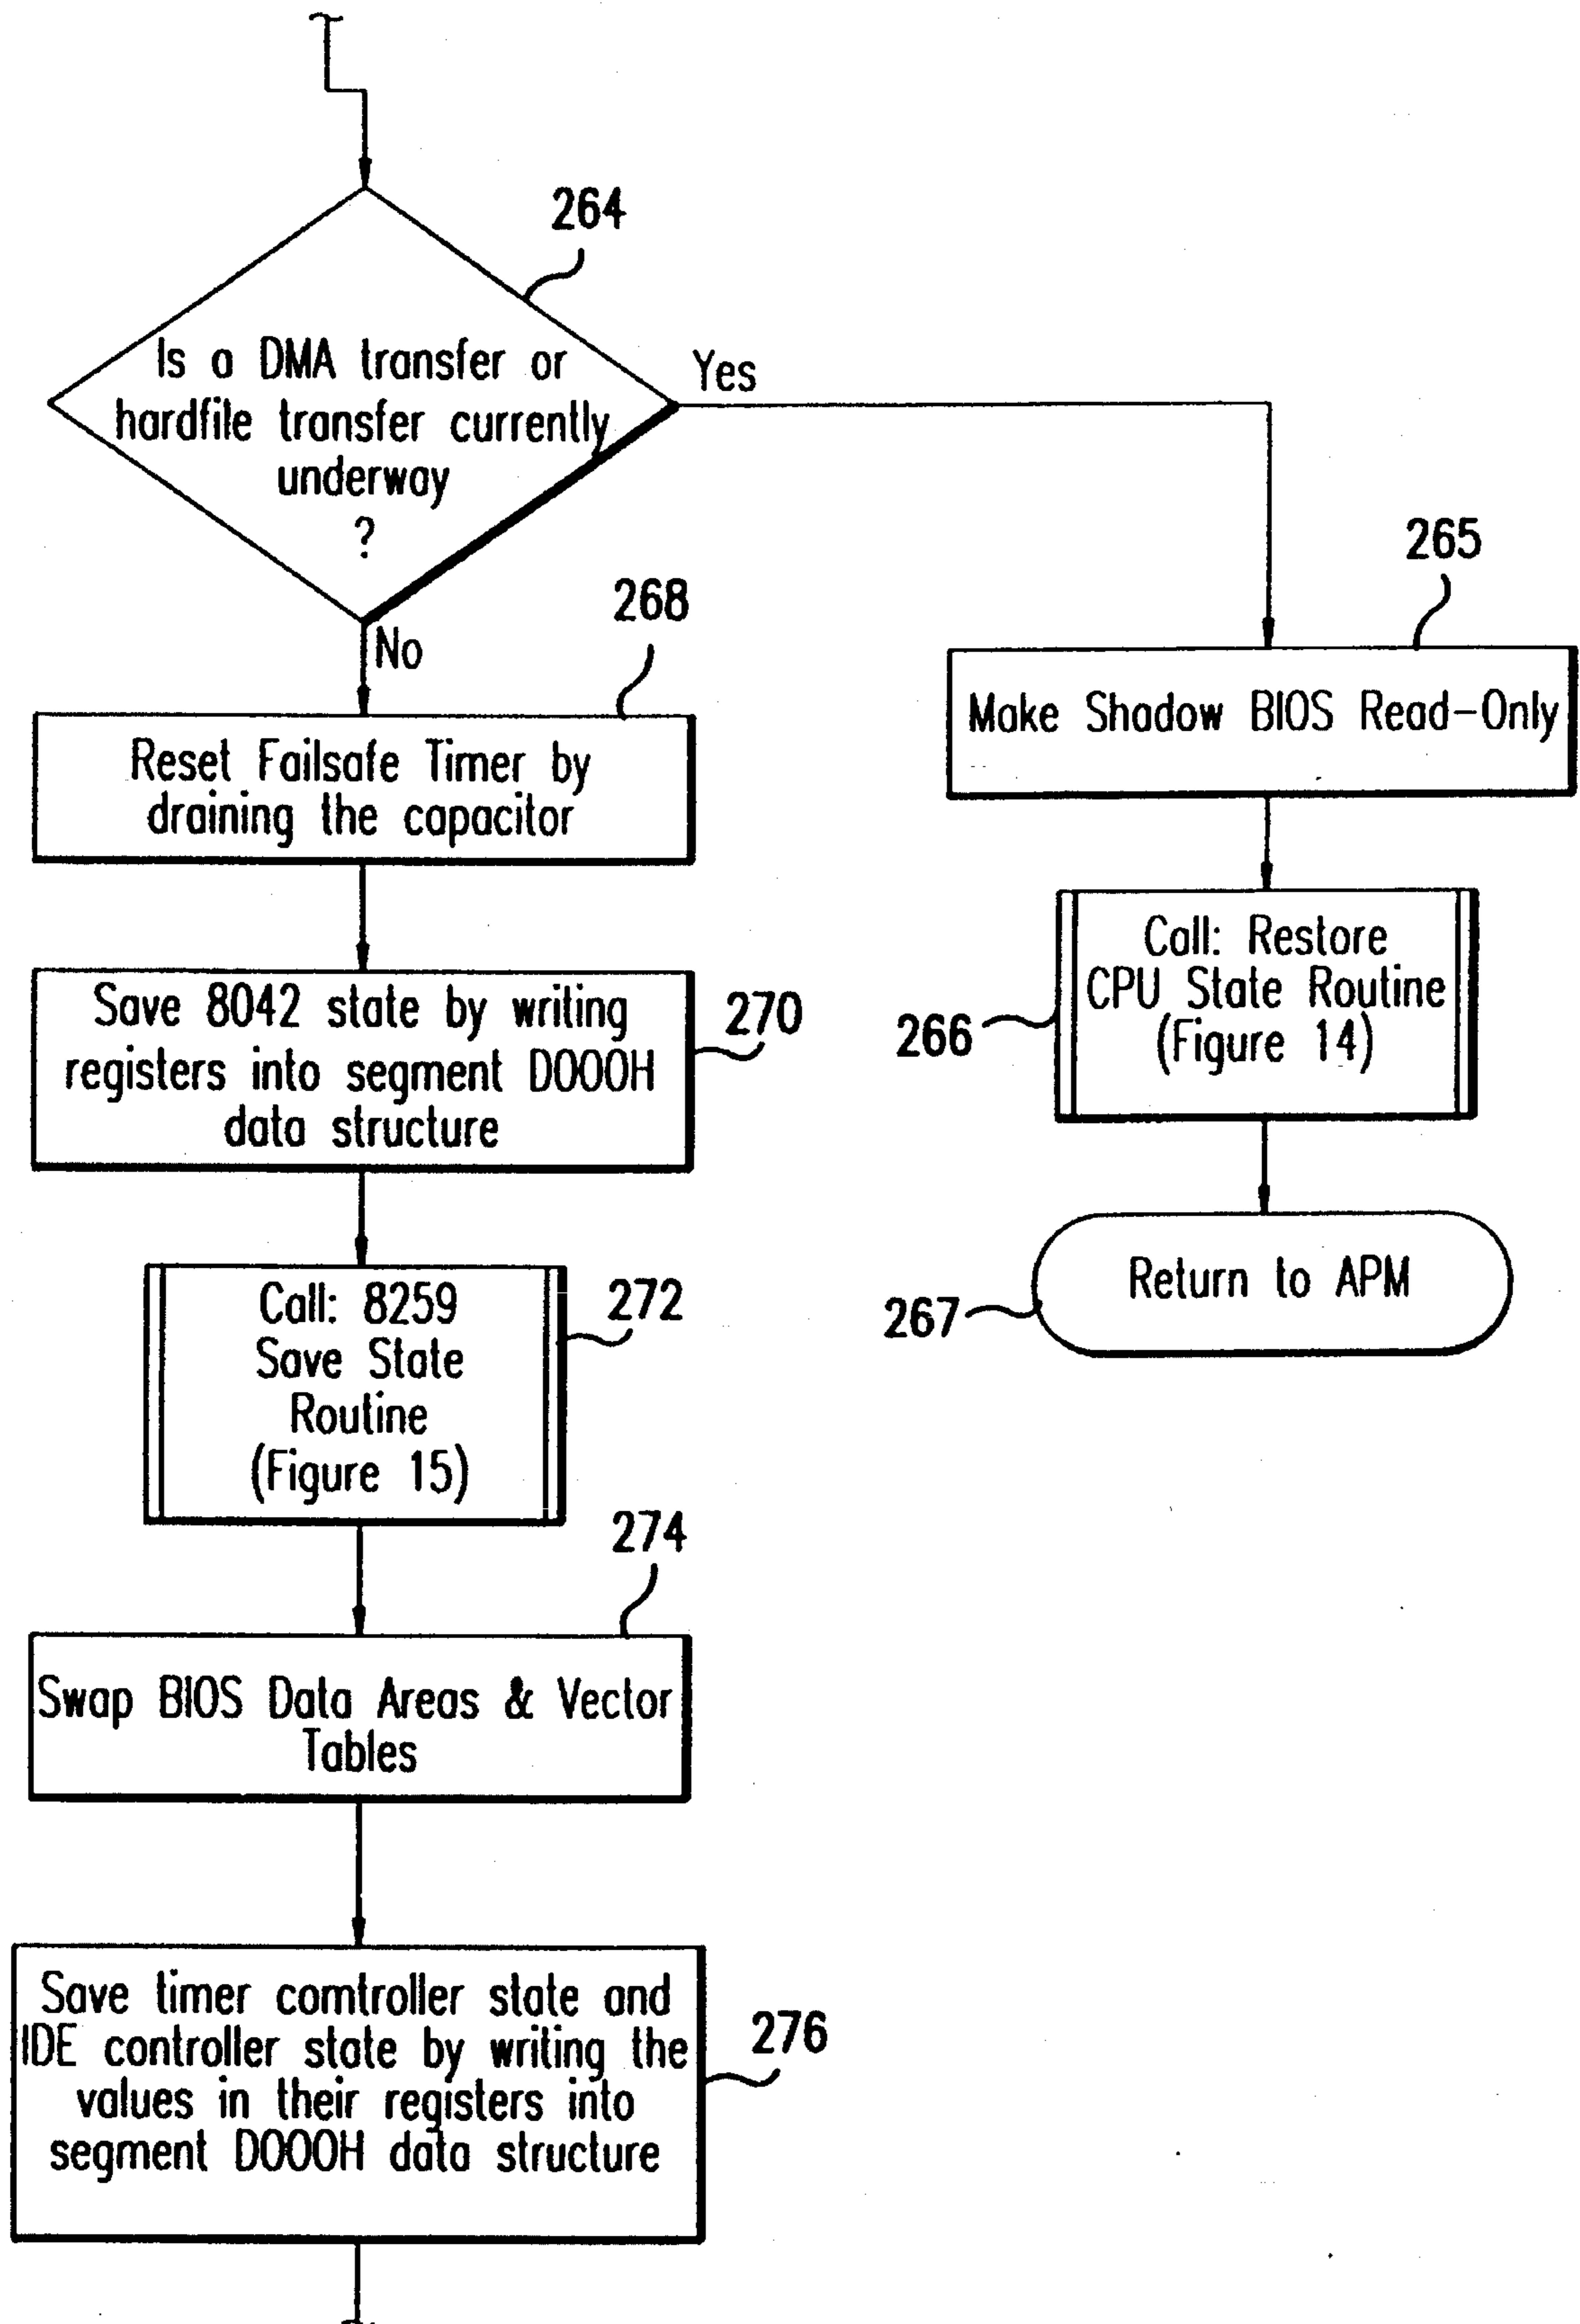 264
Is a DMA transfer or
hardfile transfer currently
underway
?
Yes
No
268
Reset Failsafe Timer by
draining the capacitor
265
Make Shadow BIOS Read-Only
Save 8042 state by writing
registers into segment D000H
data structure
270
Call: Restore
CPU State Routine
(Figure 14)
266
Call: 8259
Save State
Routine
(Figure 15)
272
Return to APM
267
274
Swap BIOS Data Areas & Vector
Tables
Save timer comtroller state and
IDE controller state by writing the
values in their registers into
segment D000H data structure
276